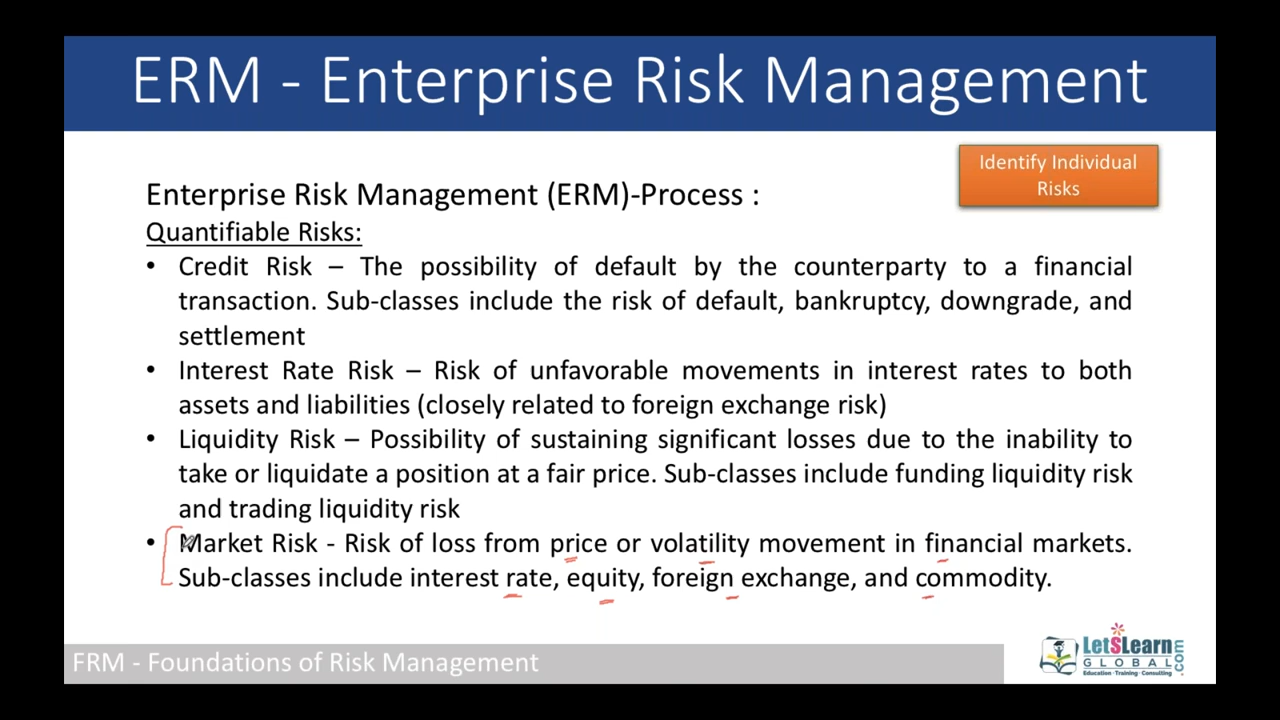 ERM - Enterprise Risk Management
Identify Individual
Risks
Enterprise Risk Management (ERM)-Process :
Quantifiable Risks:
• Credit Risk – The possibility of default by the counterparty to a financial
transaction. Sub-classes include the risk of default, bankruptcy, downgrade, and
settlement
• Interest Rate Risk – Risk of unfavorable movements in interest rates to both
assets and liabilities (closely related to foreign exchange risk)
• Liquidity Risk – Possibility of sustaining significant losses due to the inability to
take or liquidate a position at a fair price. Sub-classes include funding liquidity risk
and trading liquidity risk
• Market Risk - Risk of loss from price or volatility movement in financial markets.
Sub-classes include interest rate, equity, foreign exchange, and commodity.
FRM - Foundations of Risk Management
LetSLearn
GLOBAL.com
Education - Training - Consulting